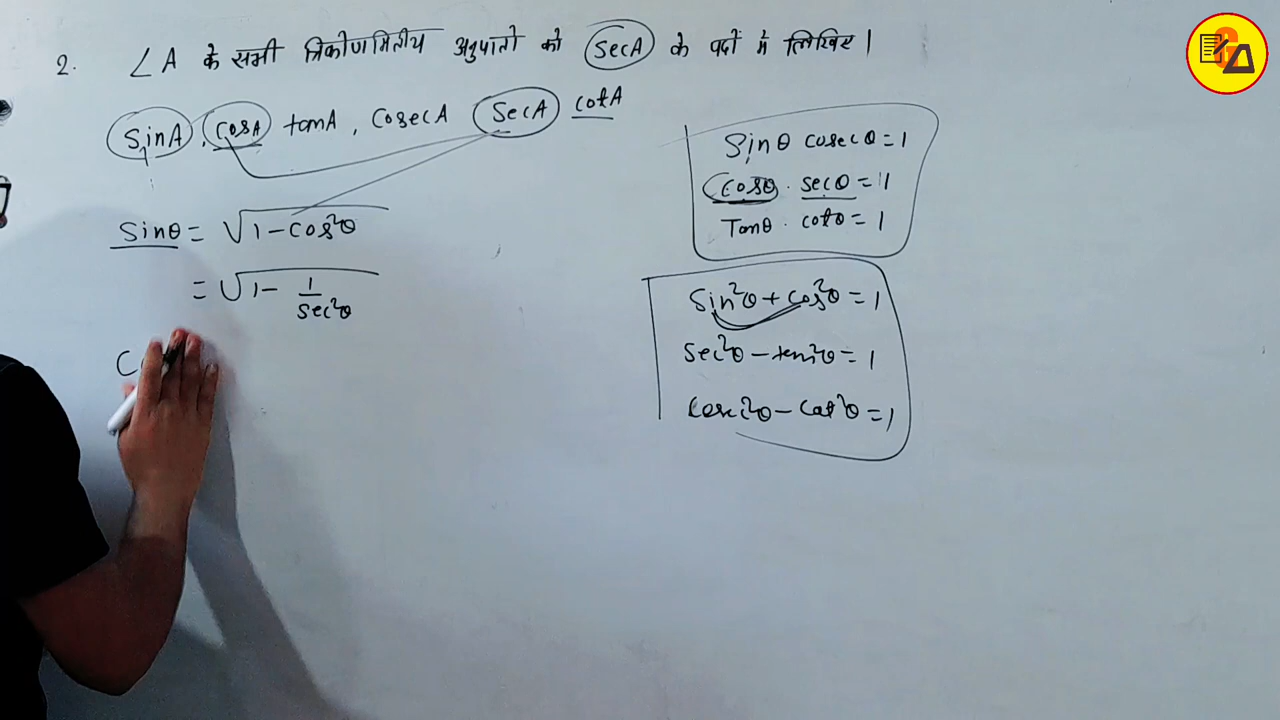 2. ∠A के सभी त्रिकोणमितीय अनुपातो को SecA के पदों मे लिखिए।
SinA, CosA tanA, CosecA SecA cotA
Sinθ = √1-Cos²θ
= √1- 1/Sec²θ
Sinθ cosecθ=1
Cosθ. secθ=1
Tanθ. cotθ=1
Sin²θ+cos²θ=1
Sec²θ-tan²θ=1
Cosec²θ-Cot²θ=1